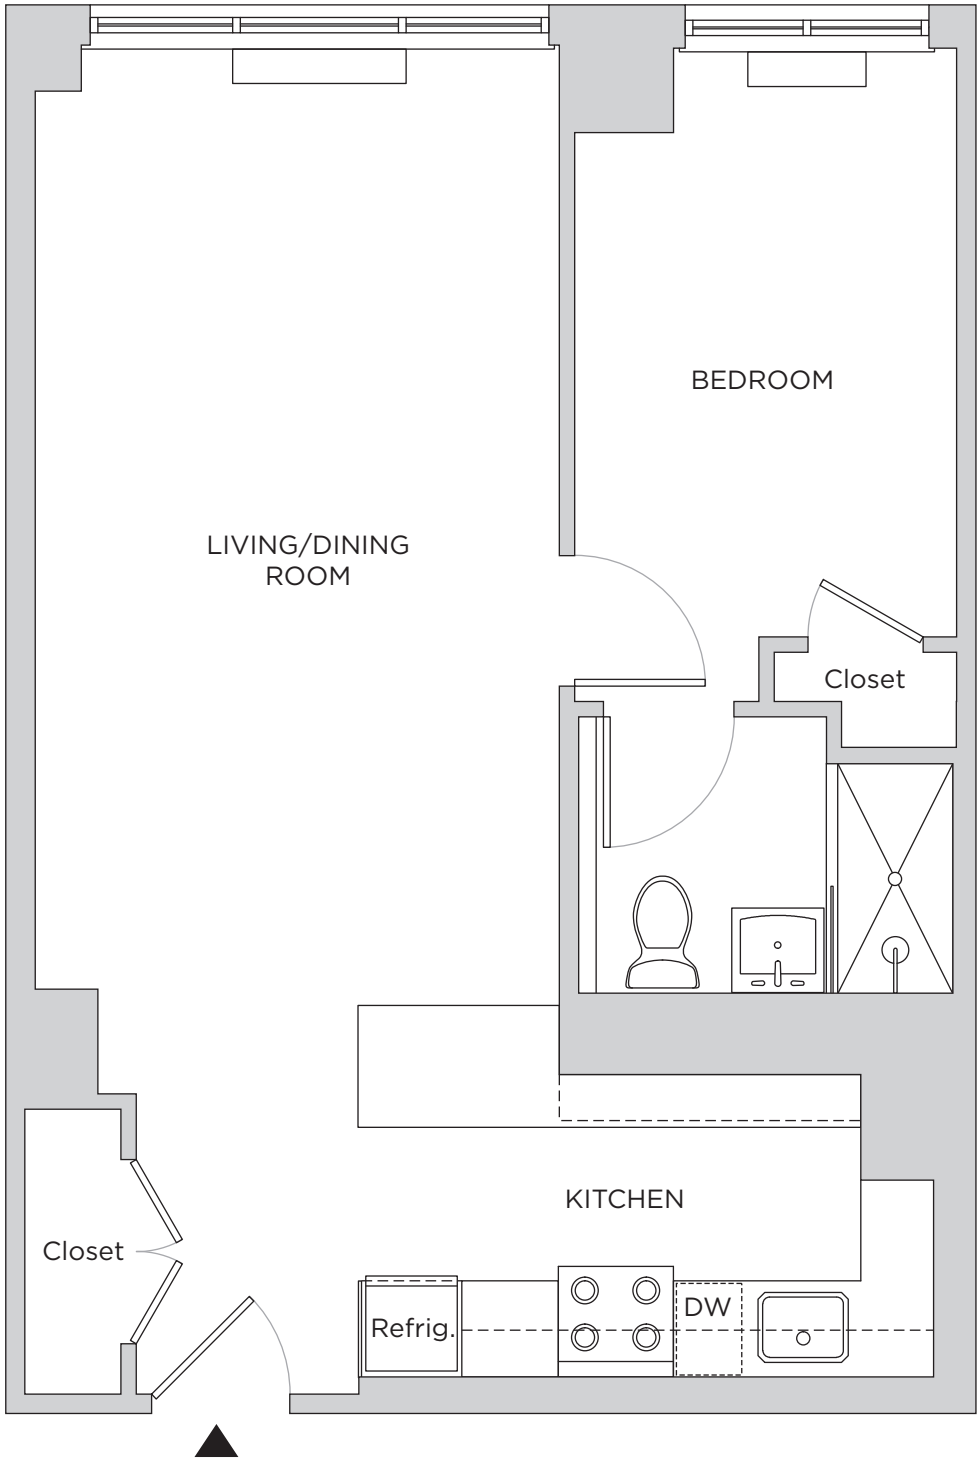 BEDROOM
LIVING/DINING
ROOM
Closet
KITCHEN
Closet
DW
Refrig.